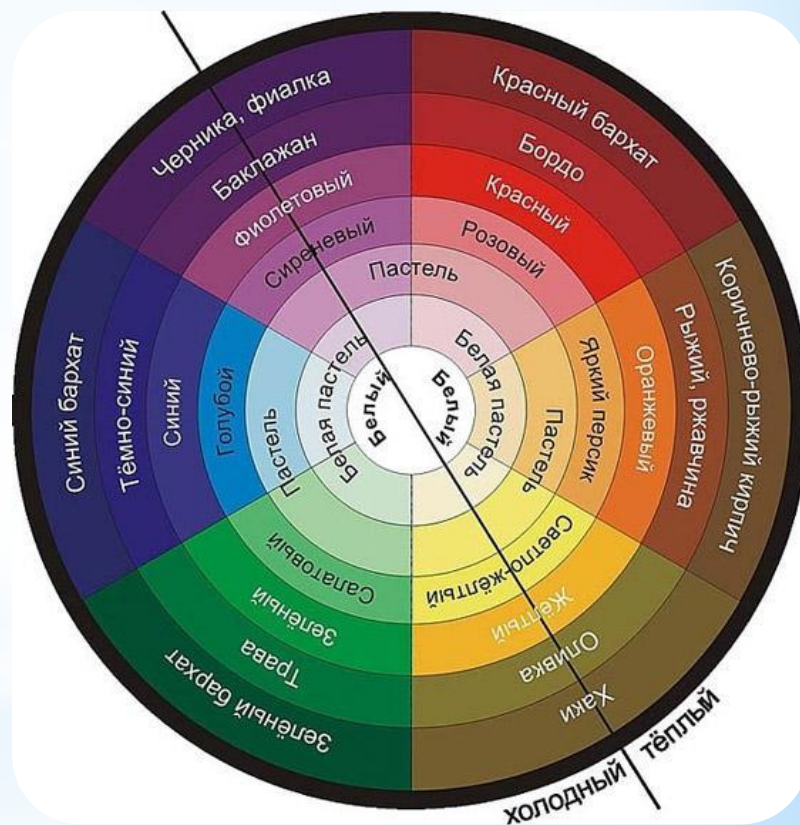 Черника, фиалка
Баклажан
Фиолетовый
Сиреневый
Пастель
Красный бархат
Бордо
Красный
Розовый
Коричнево-рыжий кирпич
Рыжий, ржавчина
Оранжевый
Яркий персик
Пастель
Белая пастель
Белый
Синий бархат
Тёмно-синий
Синий
Голубой
Пастель
Белая пастель
Белый
Салатовый
Зелёный
Трава
Зелёный бархат
Светло-жёлтый
Жёлтый
Оливка
Хаки
холодный
тёплый